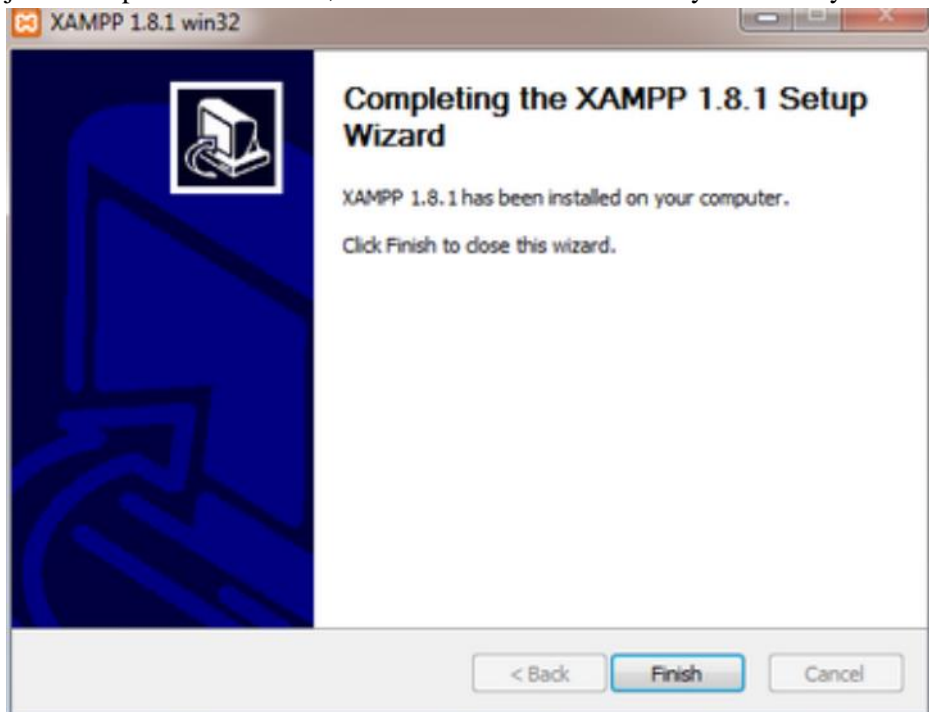 XAMPP 1.8.1 win32
Completing the XAMPP 1.8.1 Setup
Wizard
XAMPP 1.8.1 has been installed on your computer.
Click Finish to close this wizard.
< Back Finish Cancel